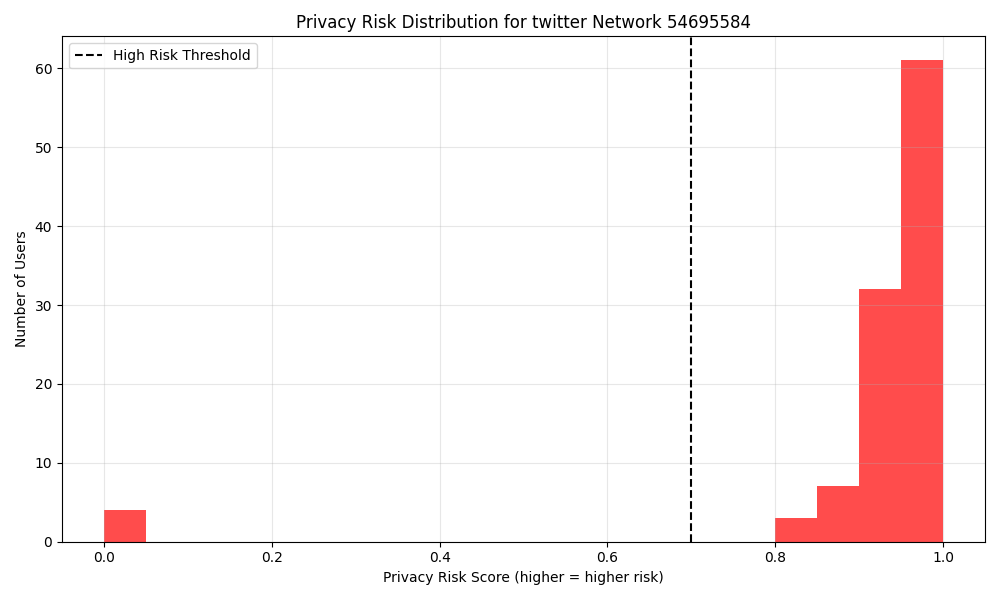 Privacy Risk Distribution for twitter Network 54695584
High Risk Threshold
Number of Users
60
50
40
30
20
10
0
0.0 0.2 0.4 0.6 0.8 1.0
Privacy Risk Score (higher = higher risk)